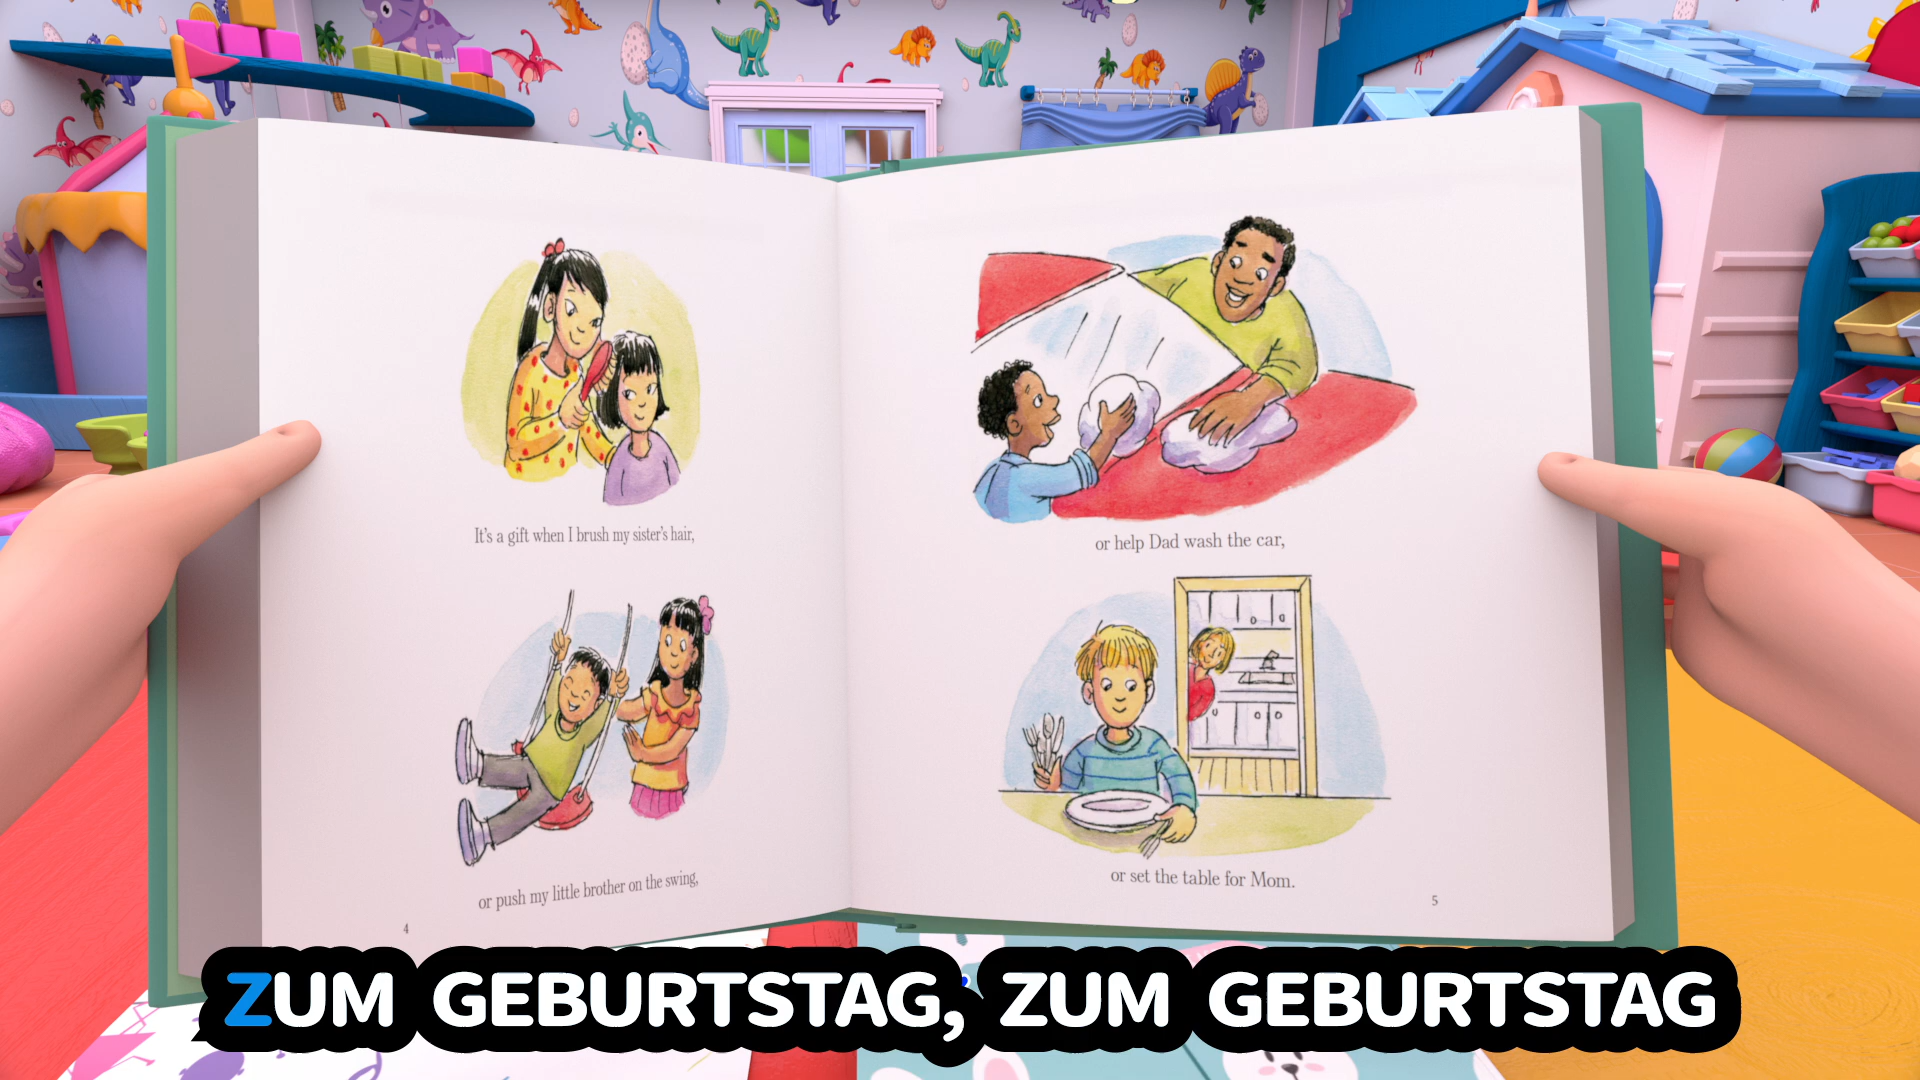 It's a gift when I brush my sister's hair,
or push my little brother on the swing,
4
or help Dad wash the car,
or set the table for Mom.
5
ZUM GEBURTSTAG, ZUM GEBURTSTAG